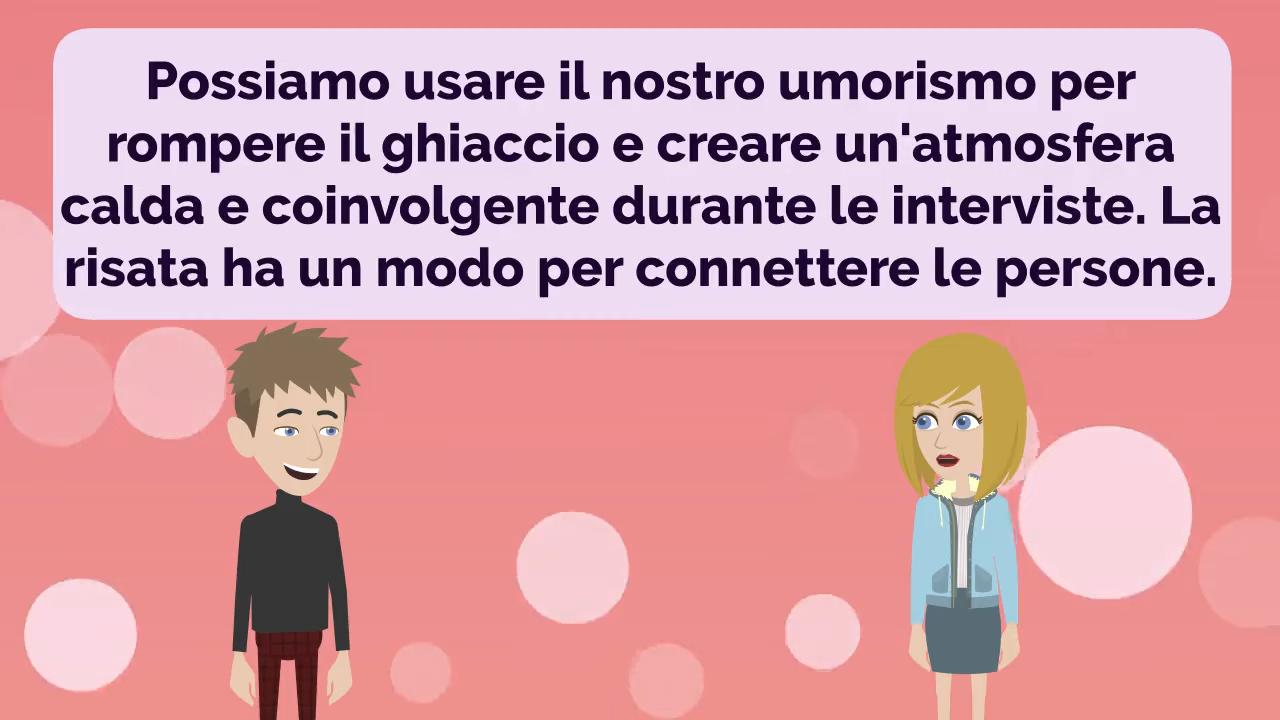 Possiamo usare il nostro umorismo per
rompere il ghiaccio e creare un'atmosfera
calda e coinvolgente durante le interviste. La
risata ha un modo per connettere le persone.